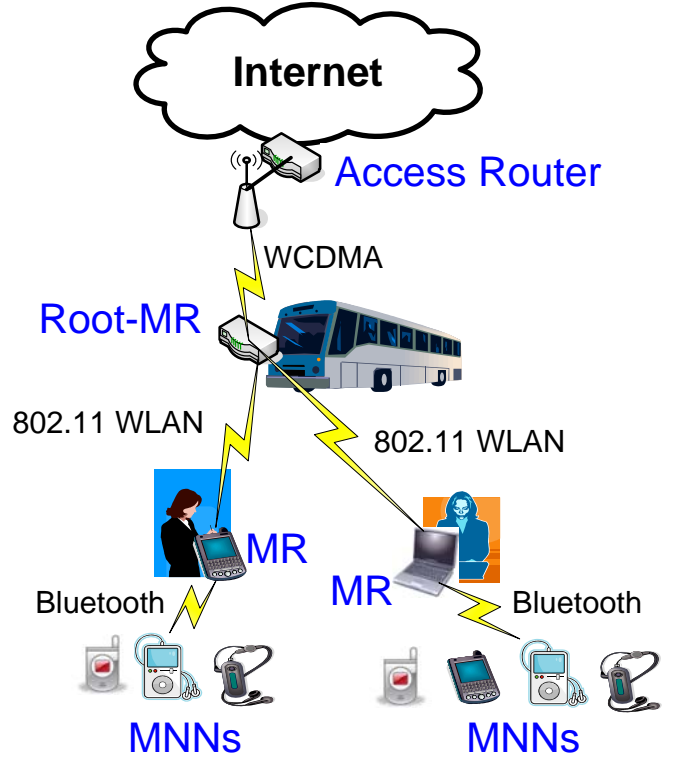 Internet
Access Router
WCDMA
Root-MR
802.11 WLAN
802.11 WLAN
MR
MR
Bluetooth
Bluetooth
MNNs
MNNs